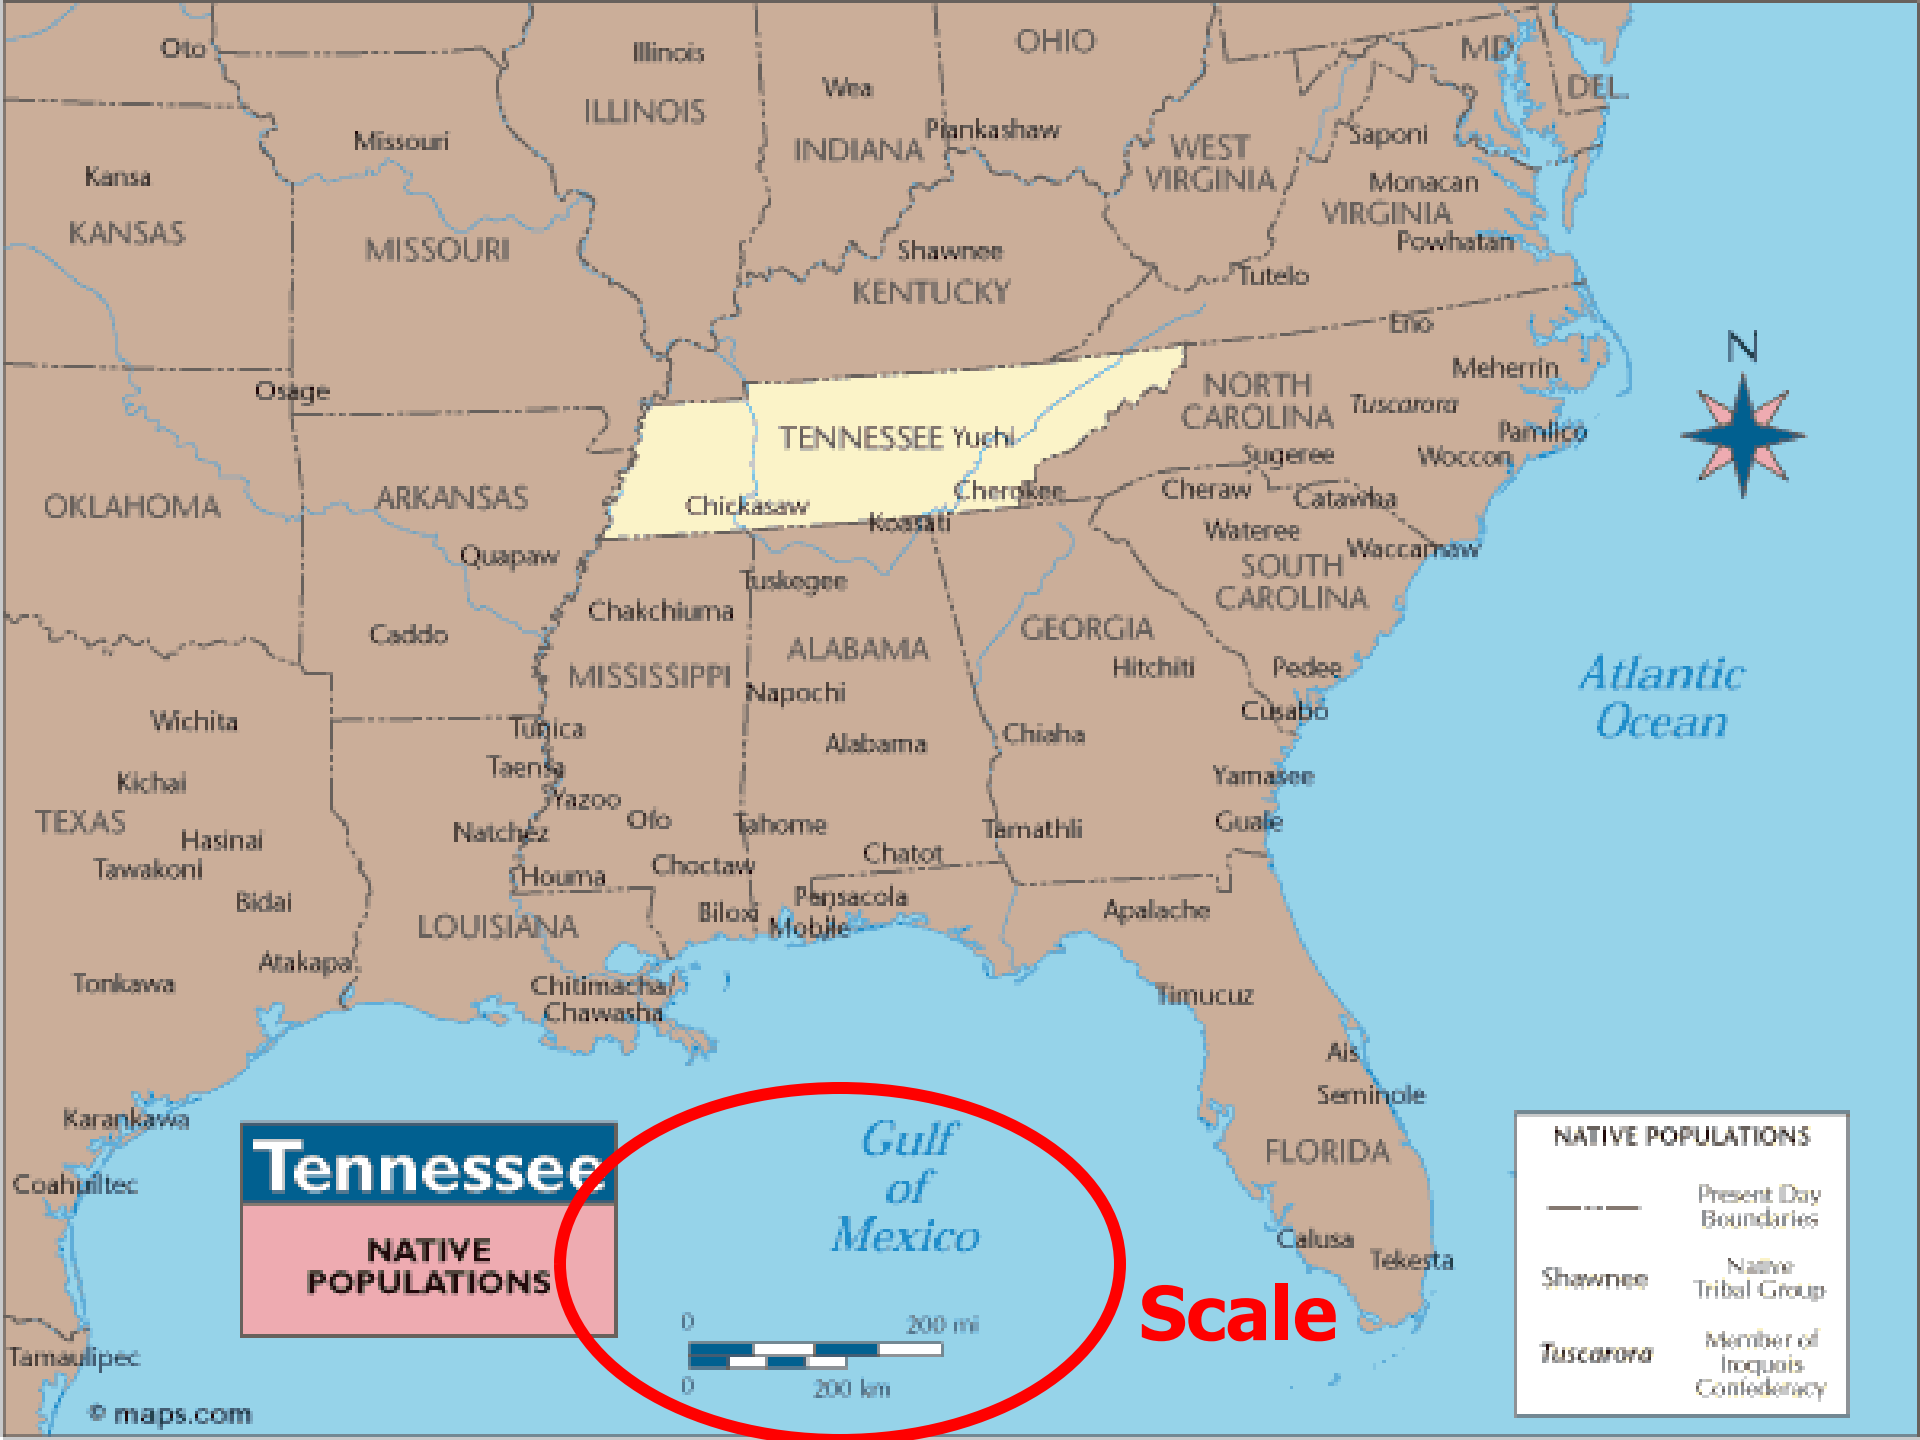 Oto
Illinois
OHIO
MD
DEL.
Wea
ILLINOIS
Missouri
INDIANA
Piankashaw
WEST
VIRGINIA
Saponi
Kansa
Monacan
KANSAS
MISSOURI
VIRGINIA
Powhatan
Shawnee
KENTUCKY
Tutelo
Eno
N
Meherrin
Osage
NORTH
CAROLINA
Tuscarora
Pamlico
TENNESSEE
Yuchi
Sugeree
Woccon
OKLAHOMA
ARKANSAS
Chickasaw
Cherokee
Cheraw
Catawba
Koasati
Wateree
Waccamaw
Quapaw
Tuskegee
SOUTH
CAROLINA
Chakchiuma
Caddo
ALABAMA
GEORGIA
MISSISSIPPI
Hitchiti
Pedee
Atlantic
Ocean
Napochi
Wichita
Tunica
Alabama
Chiaha
Cusabo
Taensa
Yamasee
Kichai
Yazoo
TEXAS
Ofo
Tahome
Tamathli
Guale
Hasinai
Natchez
Chatot
Tawakoni
Choctaw
Houma
Bidai
Pensacola
Biloxi
Mobile
Apalache
LOUISIANA
Atakapa
Tonkawa
Chitimacha
Chawasha
Timucuz
Ais
Seminole
Karankawa
FLORIDA
Coahuiltec
Calusa
Tekesta
Tamaulipec
Tennessee
NATIVE
POPULATIONS
Gulf
of
Mexico
0 200 mi
0 200 km
Scale
NATIVE POPULATIONS
Present Day
Boundaries
Shawnee
Native
Tribal Group
Tuscarora
Member of
Iroquois
Confederacy
© maps.com